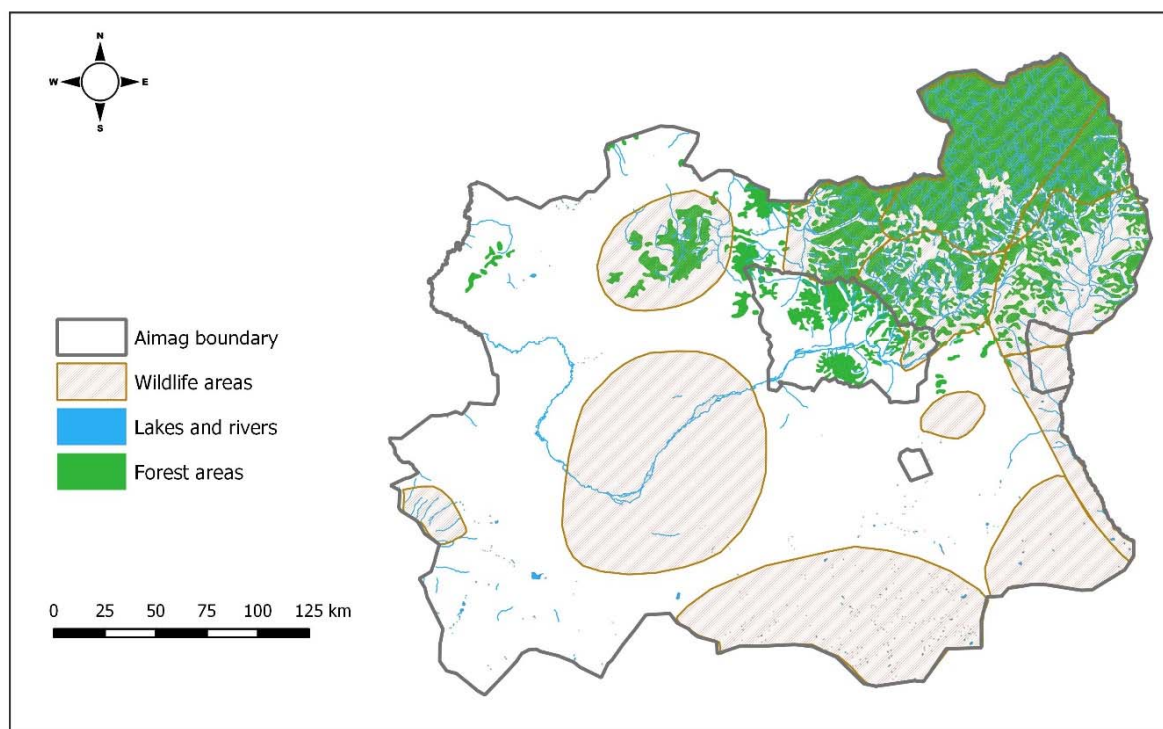 N
W E
S
Aimag boundary
Wildlife areas
Lakes and rivers
Forest areas
0 25 50 75 100 125 km